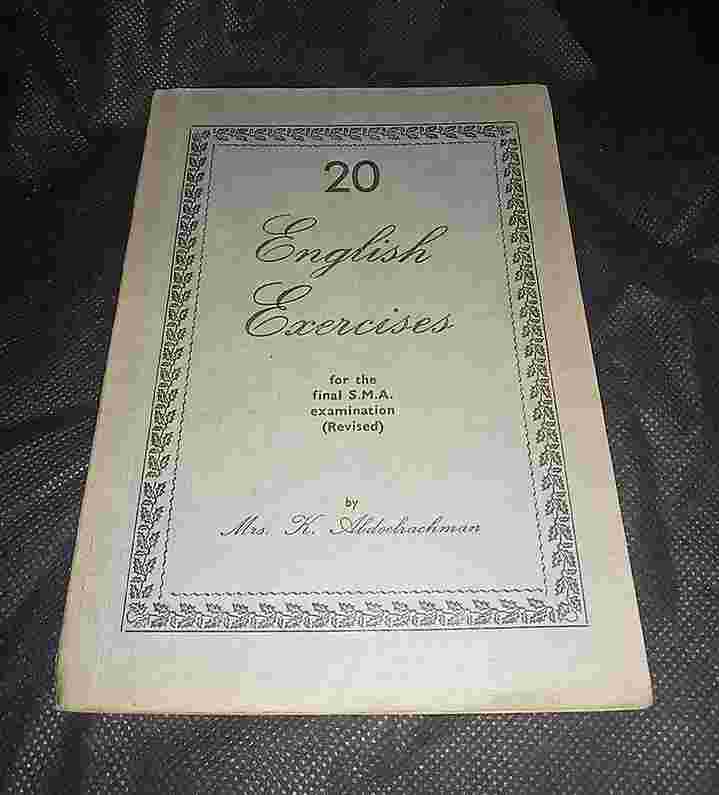 20
English
Exercises
for the
final S.M.A.
examination
(Revised)
by
Mrs. K. Abdoelrachman